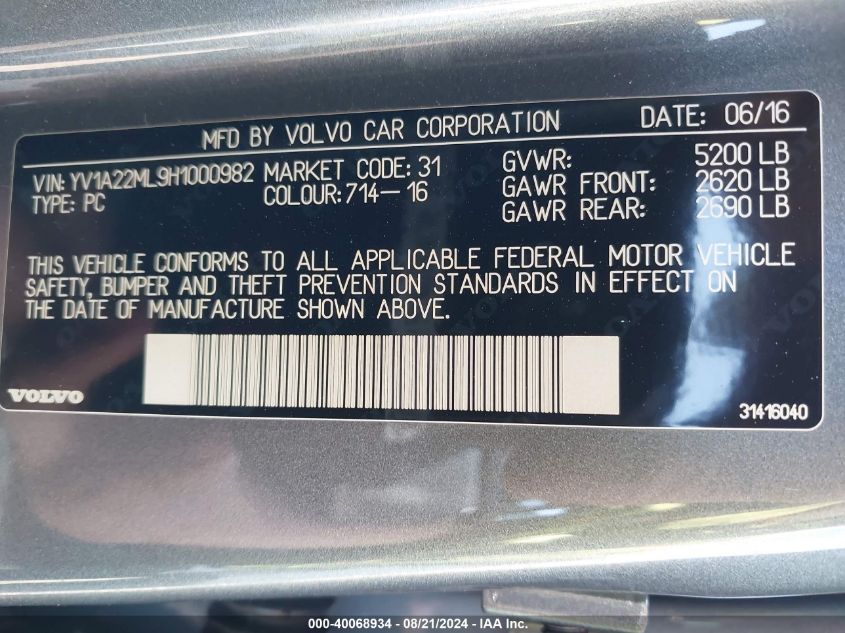 MFD BY VOLVO CAR CORPORATION DATE: 06/16
VIN: YV1A22ML9H1000982 MARKET CODE: 31 GVWR: 5200 LB
TYPE: PC COLOUR: 714-16 GAWR FRONT: 2620 LB
GAWR REAR: 2690 LB
THIS VEHICLE CONFORMS TO ALL APPLICABLE FEDERAL MOTOR VEHICLE
SAFETY, BUMPER AND THEFT PREVENTION STANDARDS IN EFFECT ON
THE DATE OF MANUFACTURE SHOWN ABOVE.
VOLVO
31416040
000-40068934 / 08/21/2024 - IAA Inc.